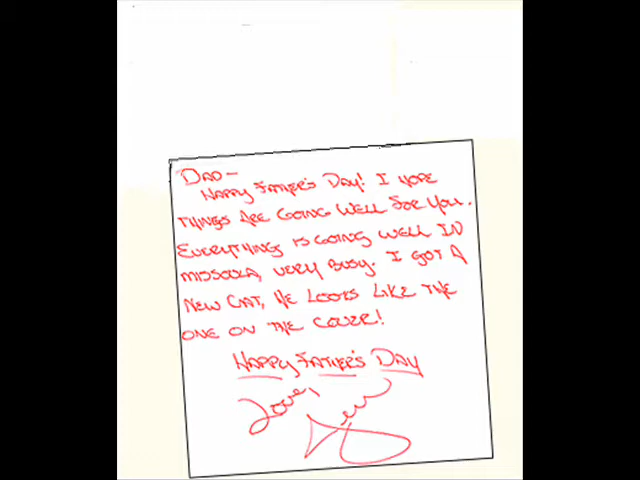 DAD—
HAPPY FATHER'S DAY! I HOPE
THINGS ARE GOING WELL FOR YOU.
EVERYTHING IS GOING WELL IN
MISSOULA, VERY BUSY. I GOT A
NEW CAT, HE LOOKS LIKE THE
ONE ON THE COVER!
HAPPY FATHER'S DAY
Love,